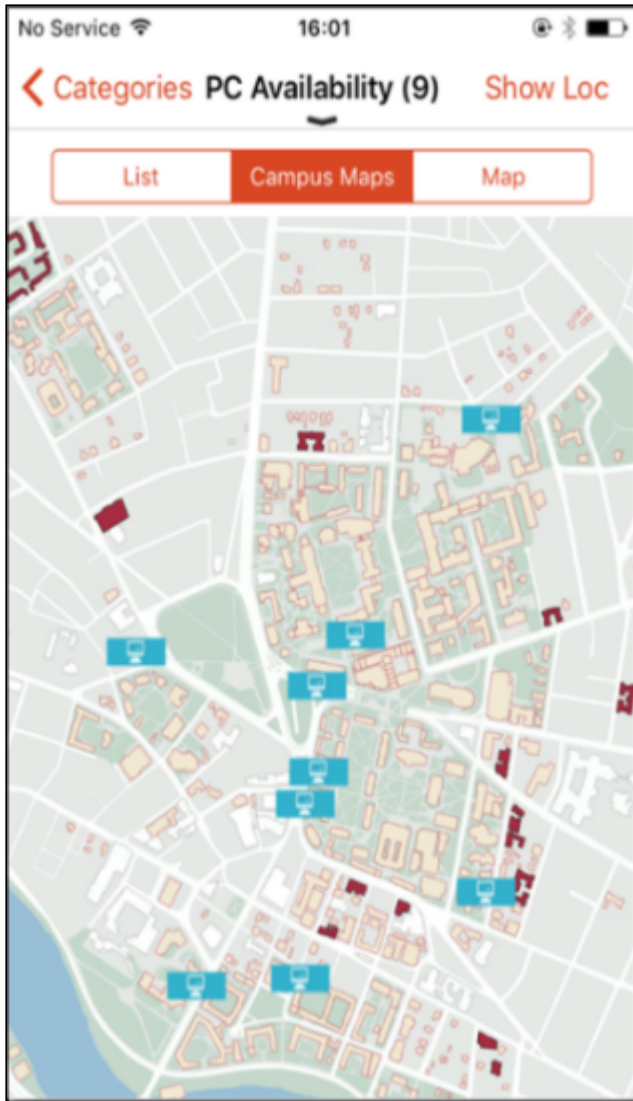 No Service 16:01
Categories PC Availability (9) Show Loc
List Campus Maps Map